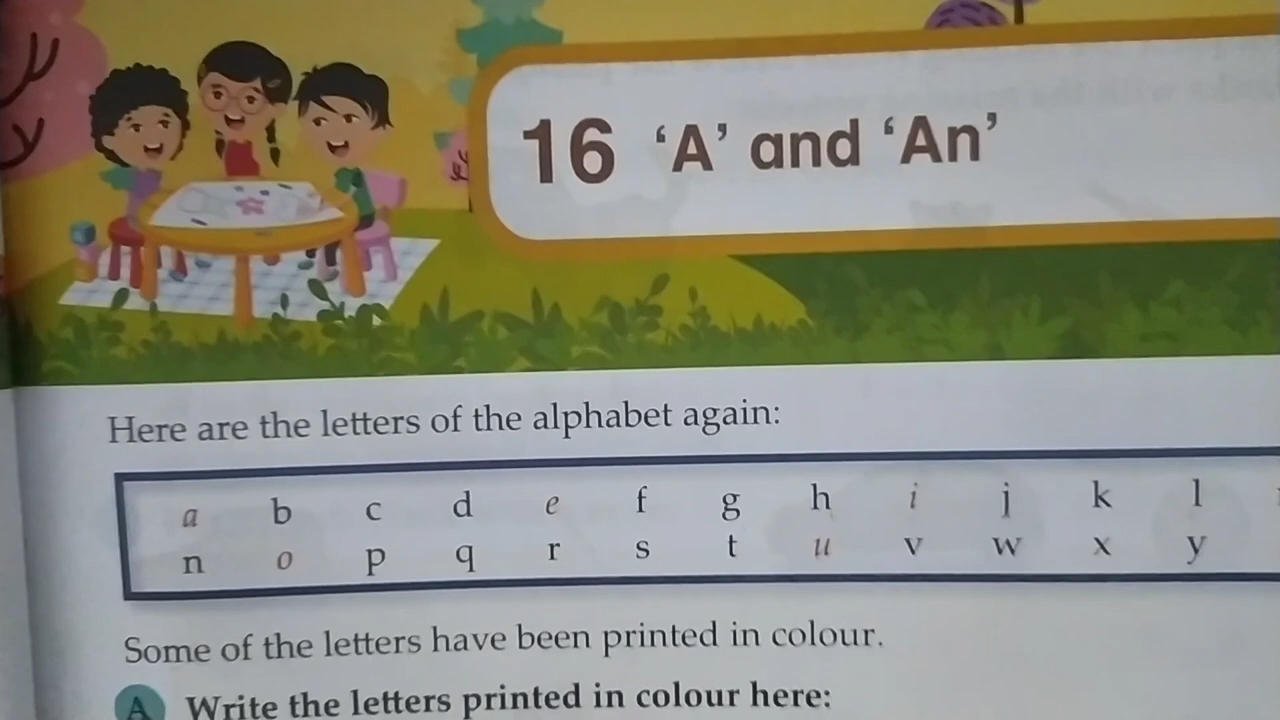 16 ‘A’ and ‘An’
Here are the letters of the alphabet again:
a b c d e f g h i j k l
n o p q r s t u v w x y
Some of the letters have been printed in colour.
A Write the letters printed in colour here: